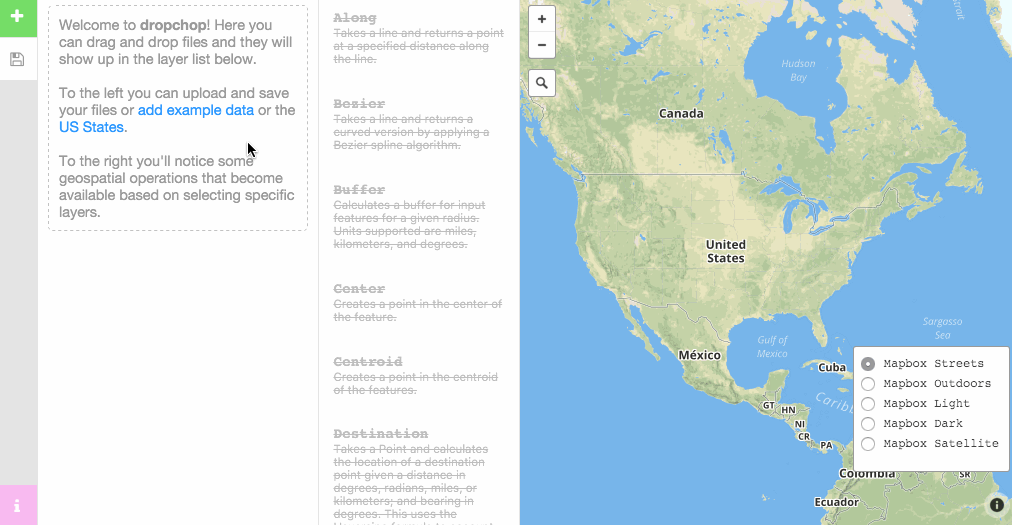 Welcome to dropchop! Here you
can drag and drop files and they will
show up in the layer list below.
To the left you can upload and save
your files or add example data or the
US States.
To the right you'll notice some
geospatial operations that become
available based on selecting specific
layers.
i
Along
Takes a line and returns a point
at a specified distance along
the line.
Bezier
Takes a line and returns a
curved version by applying a
Bezier spline algorithm.
Buffer
Calculates a buffer for input
features for a given radius.
Units supported are miles,
kilometers, and degrees.
Center
Creates a point in the center of
the feature.
Centroid
Creates a point in the centroid
of the features.
Destination
Takes a Point and calculates
the location of a destination
point given a distance in
degrees, radians, miles, or
kilometers; and bearing in
degrees. This uses the
+
−
Hudson
Bay
Canada
United
States
Gulf of
Mexico
México
Sargasso
Sea
Cuba
GT
HN
NI
CR
PA
Colombia
SR
Ecuador
Mapbox Streets
Mapbox Outdoors
Mapbox Light
Mapbox Dark
Mapbox Satellite
i